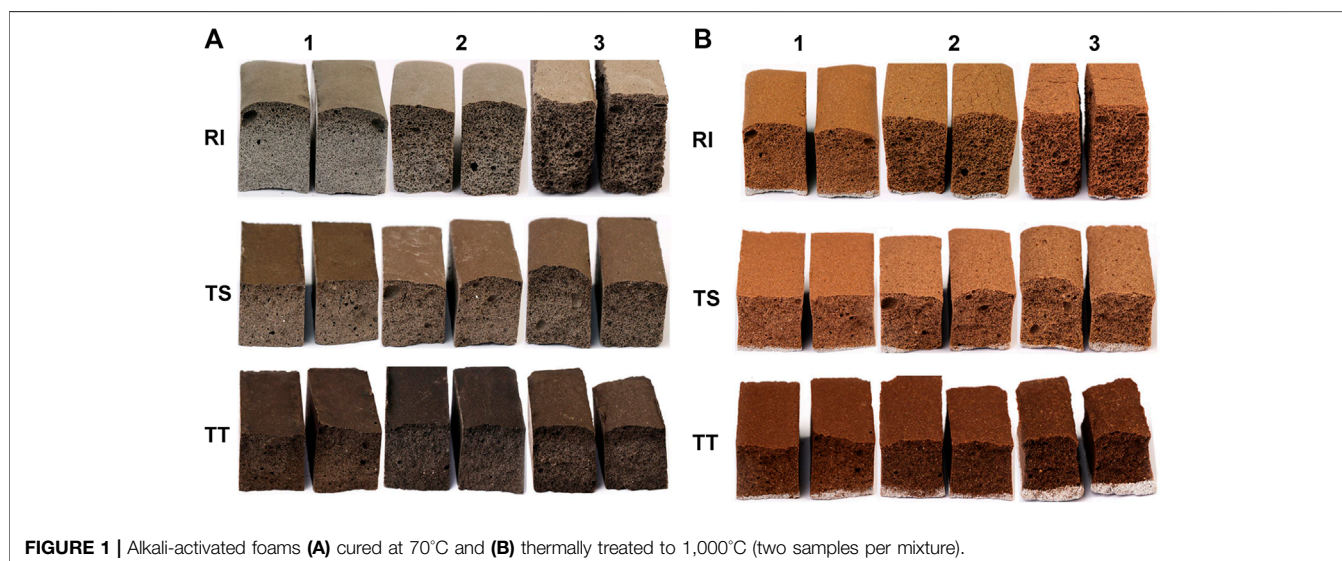 A
1 2 3
RI
TS
TT
B
1 2 3
RI
TS
TT
FIGURE 1 | Alkali-activated foams (A) cured at 70°C and (B) thermally treated to 1,000°C (two samples per mixture).